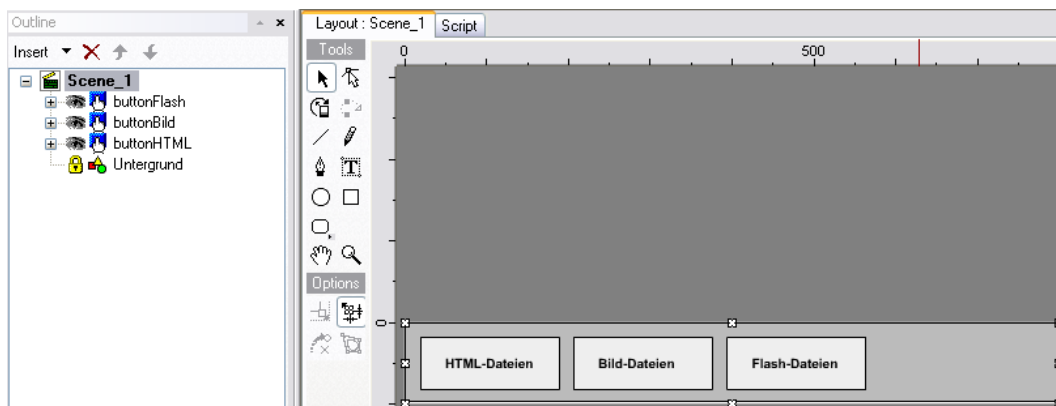 Outline
Insert
Scene_1
buttonFlash
buttonBild
buttonHTML
Untergrund
Layout : Scene_1
Script
Tools
0
500
Options
0
HTML-Dateien
Bild-Dateien
Flash-Dateien